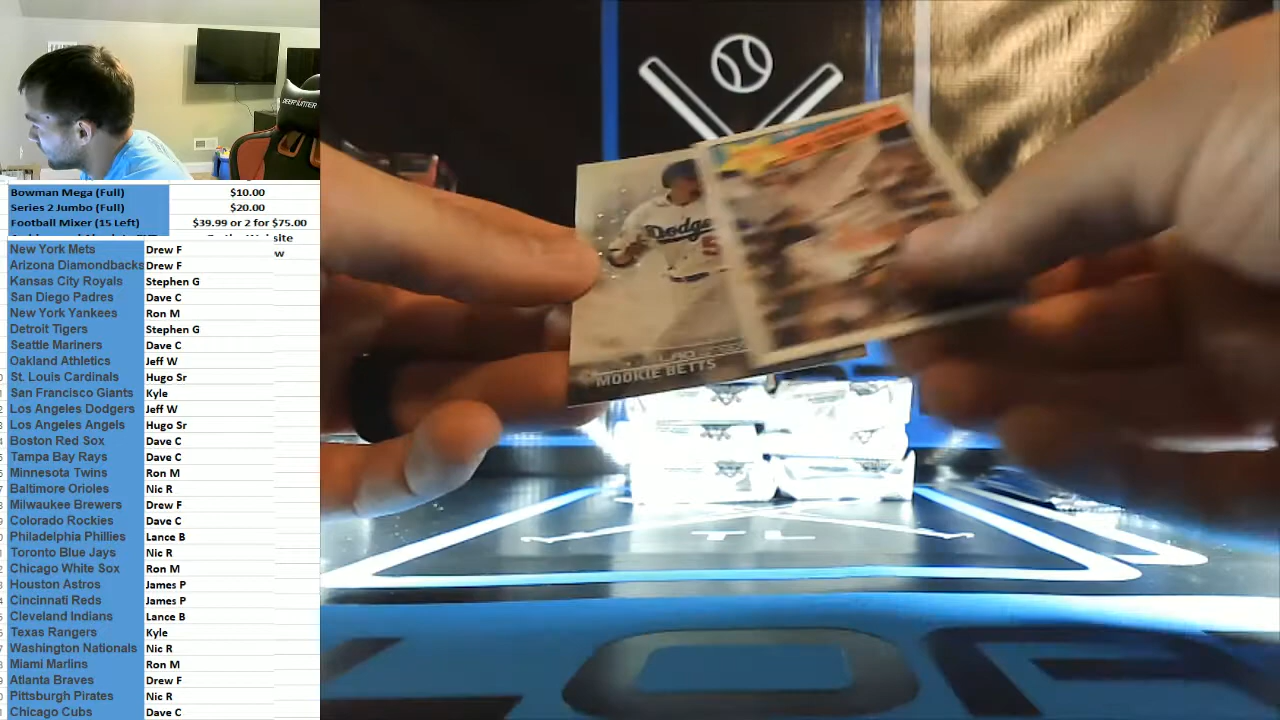 DXRACER
Bowman Mega (Full) $10.00
Series 2 Jumbo (Full) $20.00
Football Mixer (15 Left) $39.99 or 2 for $75.00
New York Mets Drew F
Arizona Diamondbacks Drew F
Kansas City Royals Stephen G
San Diego Padres Dave C
New York Yankees Ron M
Detroit Tigers Stephen G
Seattle Mariners Dave C
Oakland Athletics Jeff W
St. Louis Cardinals Hugo Sr
San Francisco Giants Kyle
Los Angeles Dodgers Jeff W
Los Angeles Angels Hugo Sr
Boston Red Sox Dave C
Tampa Bay Rays Dave C
Minnesota Twins Ron M
Baltimore Orioles Nic R
Milwaukee Brewers Drew F
Colorado Rockies Dave C
Philadelphia Phillies Lance B
Toronto Blue Jays Nic R
Chicago White Sox Ron M
Houston Astros James P
Cincinnati Reds James P
Cleveland Indians Lance B
Texas Rangers Kyle
Washington Nationals Nic R
Miami Marlins Ron M
Atlanta Braves Drew F
Pittsburgh Pirates Nic R
Chicago Cubs Dave C
Dodge
5
MOOKIE BETTS
TL